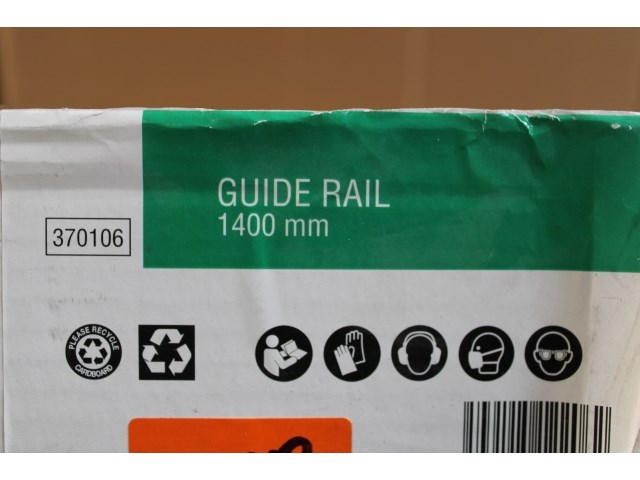 GUIDE RAIL
1400 mm
370106
PLEASE RECYCLE
CARDBOARD